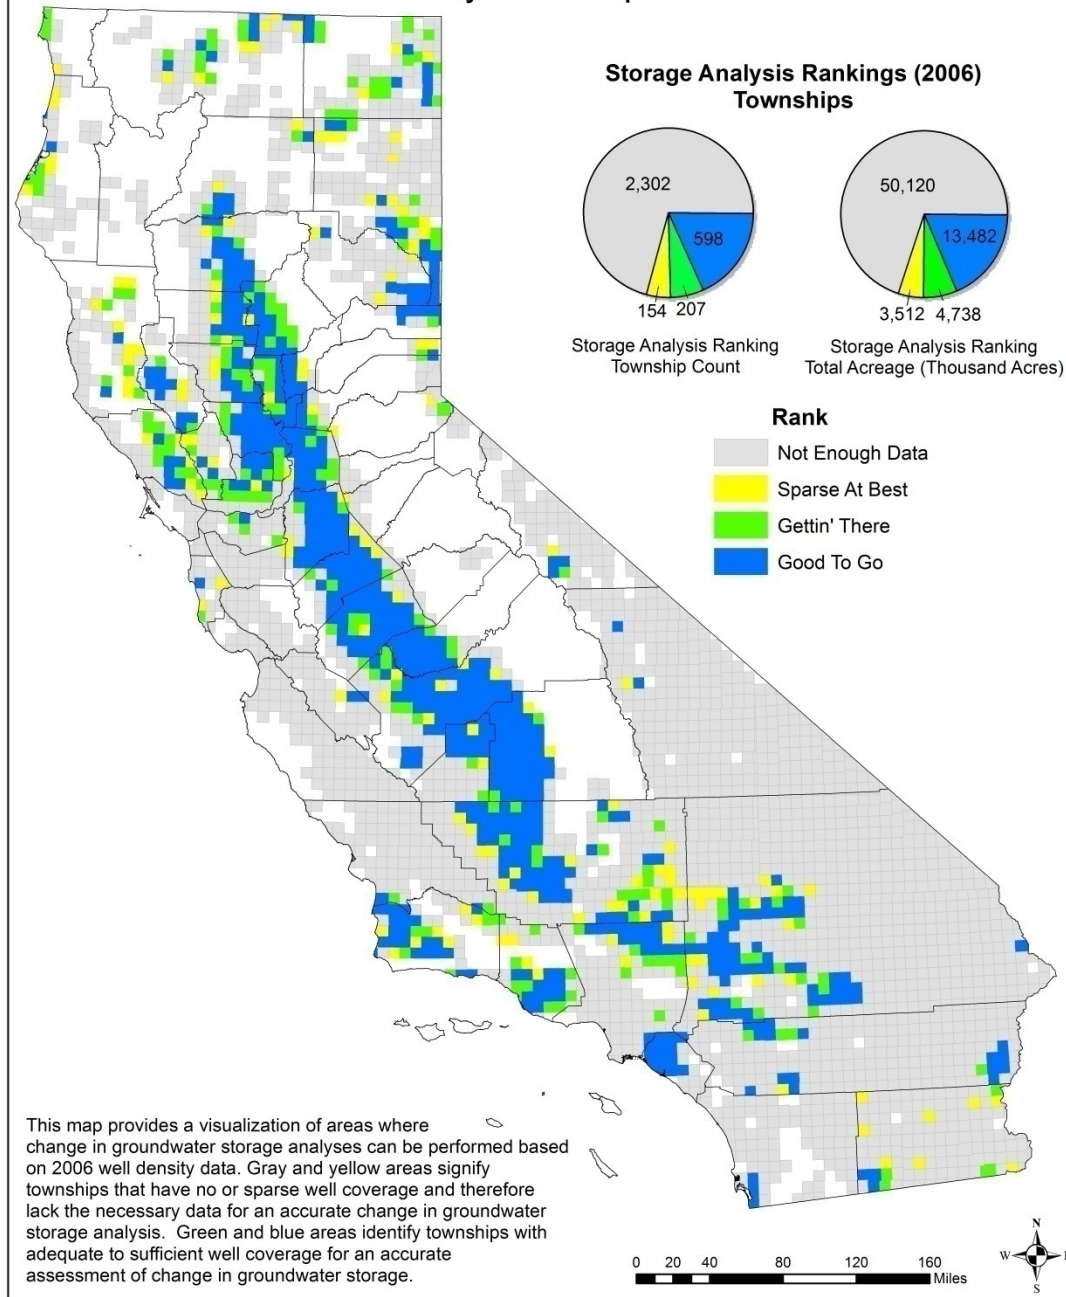 Storage Analysis Rankings (2006)
Townships
2,302
598
154
207
Storage Analysis Ranking
Township Count
50,120
13,482
3,512
4,738
Storage Analysis Ranking
Total Acreage (Thousand Acres)
Rank
Not Enough Data
Sparse At Best
Gettin' There
Good To Go
This map provides a visualization of areas where
change in groundwater storage analyses can be performed based
on 2006 well density data. Gray and yellow areas signify
townships that have no or sparse well coverage and therefore
lack the necessary data for an accurate change in groundwater
storage analysis. Green and blue areas identify townships with
adequate to sufficient well coverage for an accurate
assessment of change in groundwater storage.
0 20 40 80 120 160
Miles
N
W
S